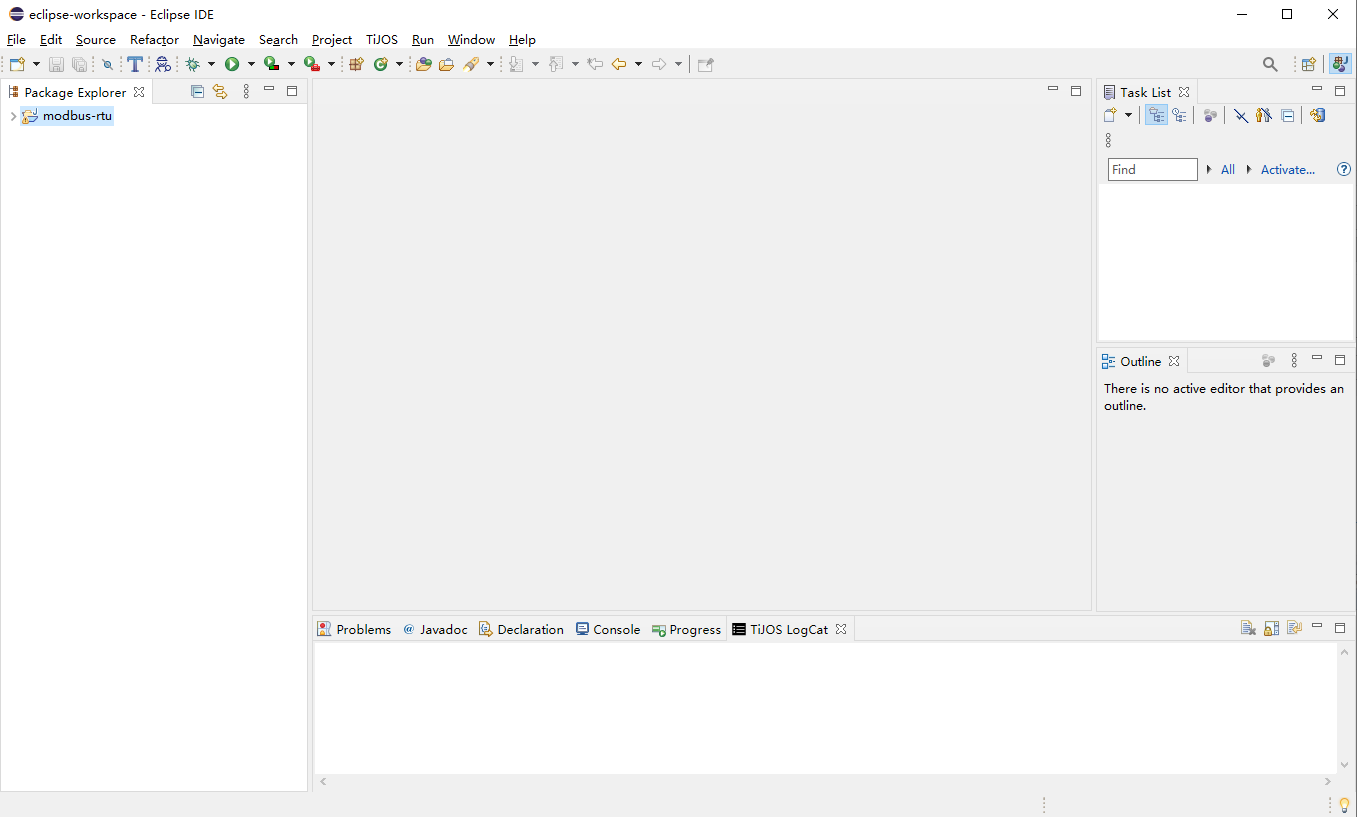 eclipse-workspace - Eclipse IDE
File Edit Source Refactor Navigate Search Project TiJOS Run Window Help
Package Explorer
modbus-rtu
Task List
Find All Activate...
Outline
There is no active editor that provides an
outline.
Problems @ Javadoc Declaration Console Progress TiJOS LogCat